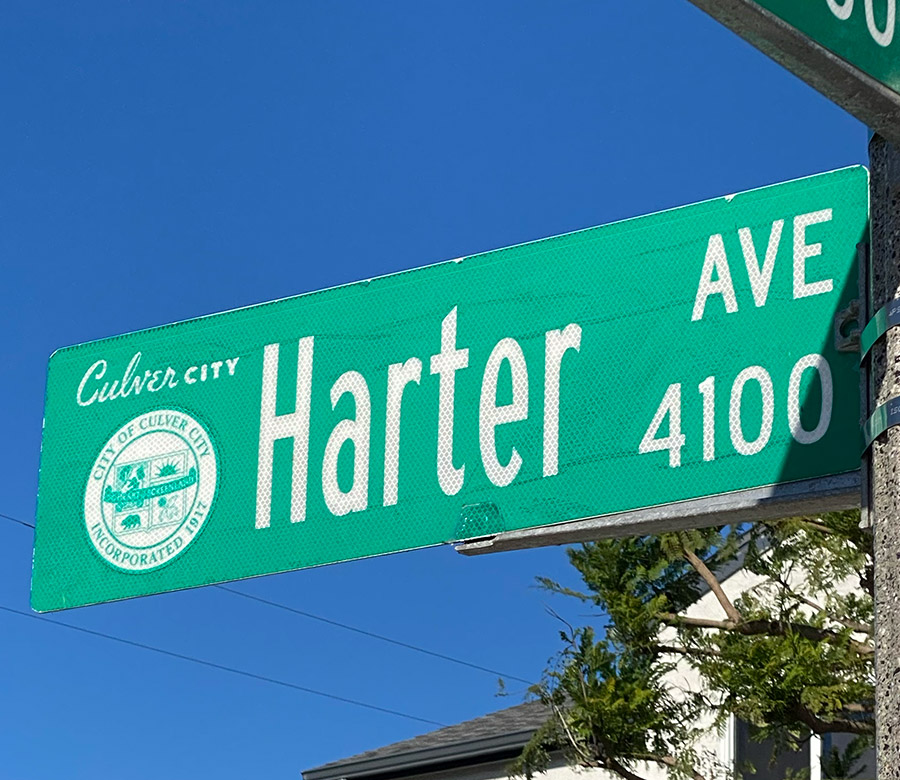 Culver CITY
CITY OF CULVER CITY
INCORPORATED 1917
Harter
AVE
4100